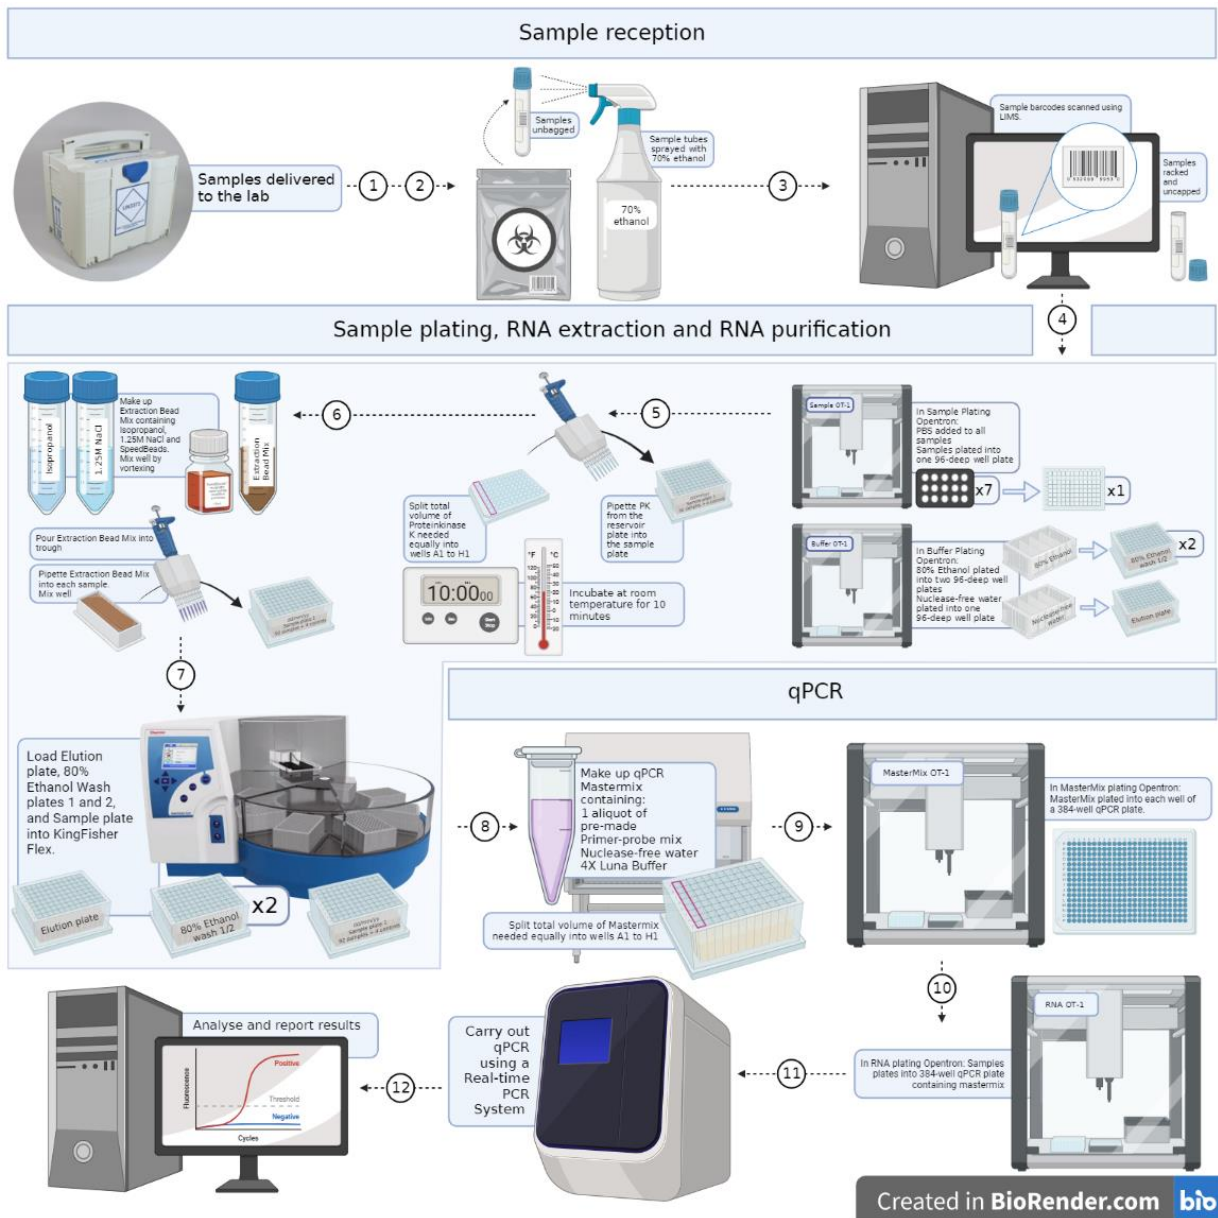 Sample reception
Samples delivered
to the lab
1
2
Samples
unbagged
Sample tubes
sprayed with
70% ethanol
70%
ethanol
3
Sample barcodes scanned using
LIMS.
Samples
racked
and
uncapped
4
Sample plating, RNA extraction and RNA purification
Sample OT-1
In Sample Plating
Opentron:
PBS added to all
samples
Samples plated into
one 96-deep well plate
x7
x1
Buffer OT-1
In Buffer Plating
Opentron:
80% Ethanol plated
into two 96-deep well
plates
Nuclease-free water
plated into one
96-deep well plate
80% Ethanol
80% Ethanol
wash 1/2
x2
Nuclease-free
water
Elution plate
5
Split total
volume of
Proteinkinase
K needed
equally into
wells A1 to H1
Pipette PK
from the
reservoir
plate into
the sample
plate
10:00 00
°F
°C
Incubate at room
temperature for 10
minutes
6
Isopropanol
1.25M NaCl
Make up
Extraction Bead
Mix containing
Isopropanol,
1.25M NaCl and
SpeedBeads.
Mix well by
vortexing
Extraction
Bead Mix
Pour Extraction Bead Mix into
trough
Pipette Extraction Bead Mix
into each sample.
Mix well
7
Load Elution
plate, 80%
Ethanol Wash
plates 1 and 2,
and Sample plate
into KingFisher
Flex.
Elution plate
80% Ethanol
wash 1/2
x2
qPCR
8
Make up qPCR
Mastermix
containing:
1 aliquot of
pre-made
Primer-probe mix
Nuclease-free water
4X Luna Buffer
Split total volume of Mastermix
needed equally into wells A1 to H1
9
MasterMix OT-1
In MasterMix plating Opentron:
MasterMix plated into each well of
a 384-well qPCR plate.
10
RNA OT-1
In RNA plating Opentron: Samples
plates into 384-well qPCR plate
containing mastermix
11
Carry out
qPCR
using a
Real-time
PCR
System
12
Analyse and report results
Fluorescence
Positive
Threshold
Negative
Cycles
Created in BioRender.com bio